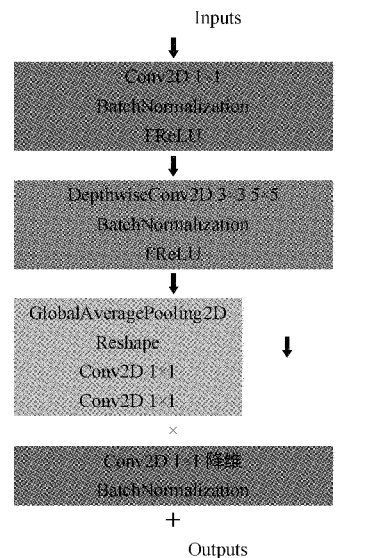 Inputs
Conv2D 1×1
BatchNormalization
FReLU
DepthwiseConv2D 3×3 5×5
BatchNormalization
FReLU
GlobalAveragePooling2D
Reshape
Conv2D 1×1
Conv2D 1×1
×
Conv2D 1×1 降维
BatchNormalization
+
Outputs